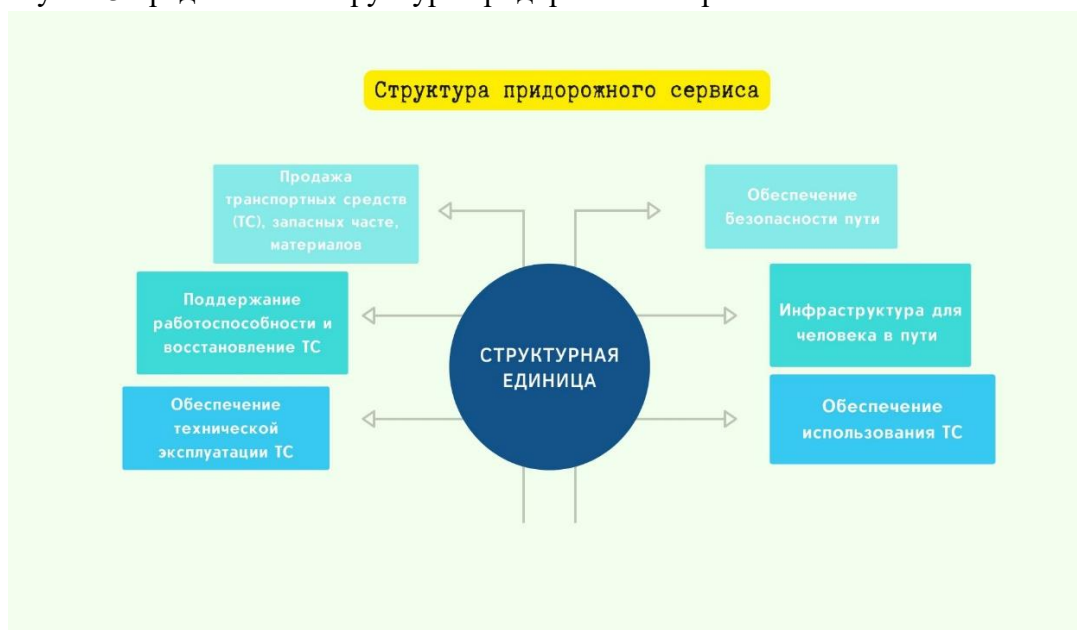 Структура придорожного сервиса
Продажа
транспортных средств
(ТС), запасных часте,
материалов
Обеспечение
безопасности пути
Поддержание
работоспособности и
восстановление ТС
Инфраструктура для
человека в пути
СТРУКТУРНАЯ
ЕДИНИЦА
Обеспечение
технической
эксплуатации ТС
Обеспечение
использования ТС